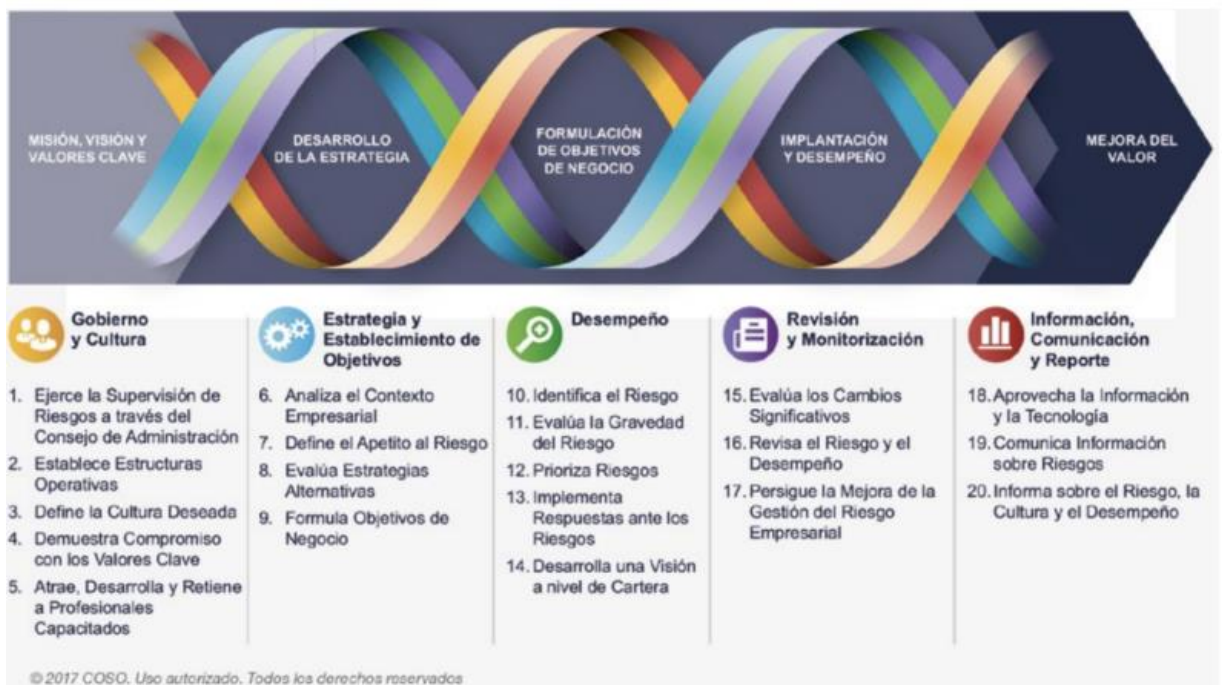 MISIÓN, VISIÓN Y
VALORES CLAVE
DESARROLLO
DE LA ESTRATEGIA
FORMULACIÓN
DE OBJETIVOS
DE NEGOCIO
IMPLANTACIÓN
Y DESEMPEÑO
MEJORA DEL
VALOR
Gobierno
y Cultura
1. Ejerce la Supervisión de
Riesgos a través del
Consejo de Administración
2. Establece Estructuras
Operativas
3. Define la Cultura Deseada
4. Demuestra Compromiso
con los Valores Clave
5. Atrae, Desarrolla y Retiene
a Profesionales
Capacitados
Estrategia y
Establecimiento de
Objetivos
6. Analiza el Contexto
Empresarial
7. Define el Apetito al Riesgo
8. Evalúa Estrategias
Alternativas
9. Formula Objetivos de
Negocio
Desempeño
10. Identifica el Riesgo
11. Evalúa la Gravedad
del Riesgo
12. Prioriza Riesgos
13. Implementa
Respuestas ante los
Riesgos
14. Desarrolla una Visión
a nivel de Cartera
Revisión
y Monitorización
15. Evalúa los Cambios
Significativos
16. Revisa el Riesgo y el
Desempeño
17. Persigue la Mejora de la
Gestión del Riesgo
Empresarial
Información,
Comunicación
y Reporte
18. Aprovecha la Información
y la Tecnología
19. Comunica Información
sobre Riesgos
20. Informa sobre el Riesgo, la
Cultura y el Desempeño
© 2017 COSO. Uso autorizado. Todos los derechos reservados